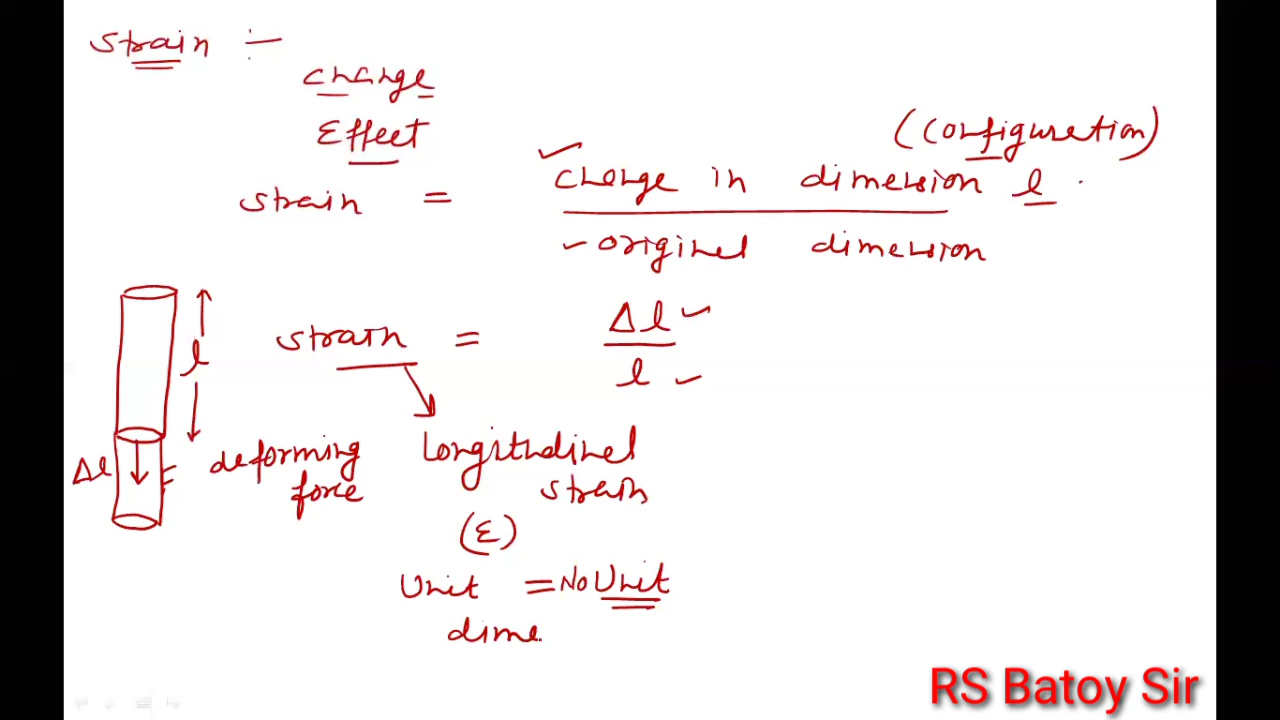 Strain :-
change
Effect
(configuration)
strain = change in dimension l
original dimension
strain = Δl
l
l
Δl
deforming
force
Longitudinal
strain
(ε)
Unit = No Unit
dime
RS Batoy Sir